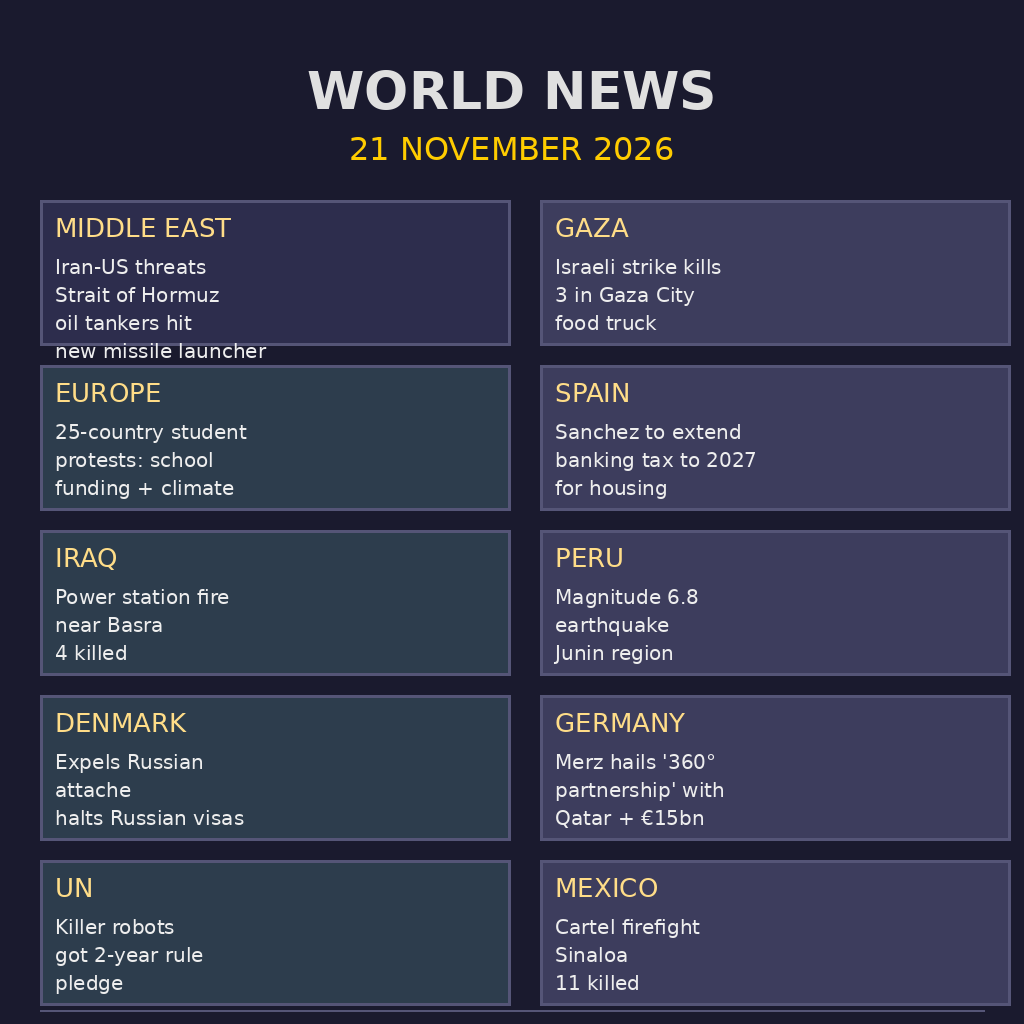 WORLD NEWS
21 NOVEMBER 2026
MIDDLE EAST
Iran-US threats
Strait of Hormuz
oil tankers hit
new missile launcher
GAZA
Israeli strike kills
3 in Gaza City
food truck
EUROPE
25-country student
protests: school
funding + climate
SPAIN
Sanchez to extend
banking tax to 2027
for housing
IRAQ
Power station fire
near Basra
4 killed
PERU
Magnitude 6.8
earthquake
Junin region
DENMARK
Expels Russian
attache
halts Russian visas
GERMANY
Merz hails '360°
partnership' with
Qatar + €15bn
UN
Killer robots
got 2-year rule
pledge
MEXICO
Cartel firefight
Sinaloa
11 killed